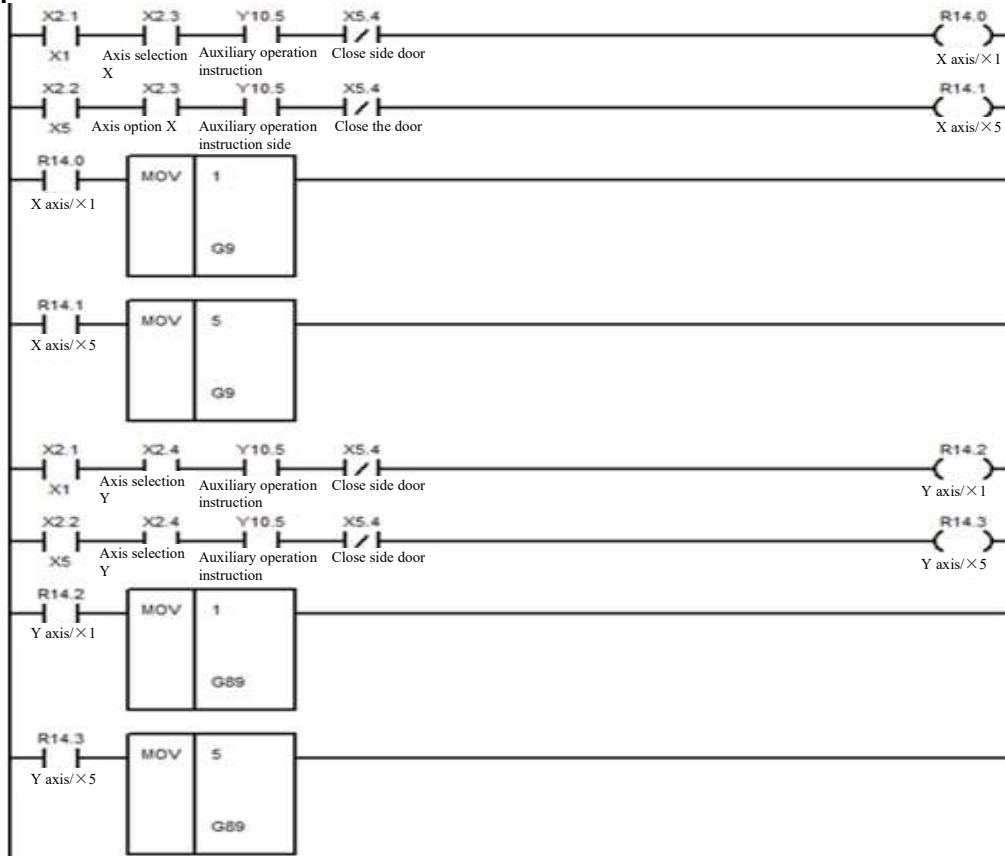 X2.1 X2.3 Y10.5 X5.4 R14.0
X1 Axis selection X Auxiliary operation instruction Close side door X axis/×1
X2.2 X2.3 Y10.5 X5.4 R14.1
X5 Axis option X Auxiliary operation instruction side Close the door X axis/×5
R14.0 MOV 1
X axis/×1
G9
R14.1 MOV 5
X axis/×5
G9
X2.1 X2.4 Y10.5 X5.4 R14.2
X1 Axis selection Y Auxiliary operation instruction Close side door Y axis/×1
X2.2 X2.4 Y10.5 X5.4 R14.3
X5 Axis selection Y Auxiliary operation instruction Close side door Y axis/×5
R14.2 MOV 1
Y axis/×1
G89
R14.3 MOV 5
Y axis/×5
G89